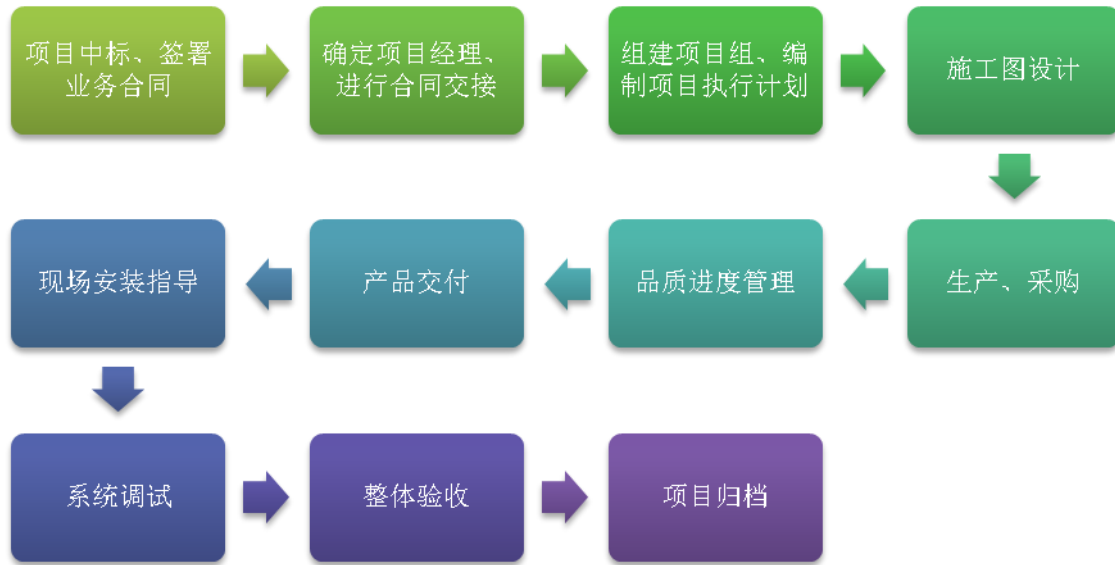 项目中标、签署
业务合同
确定项目经理、
进行合同交接
组建项目组、编
制项目执行计划
施工图设计
生产、采购
品质进度管理
产品交付
现场安装指导
系统调试
整体验收
项目归档